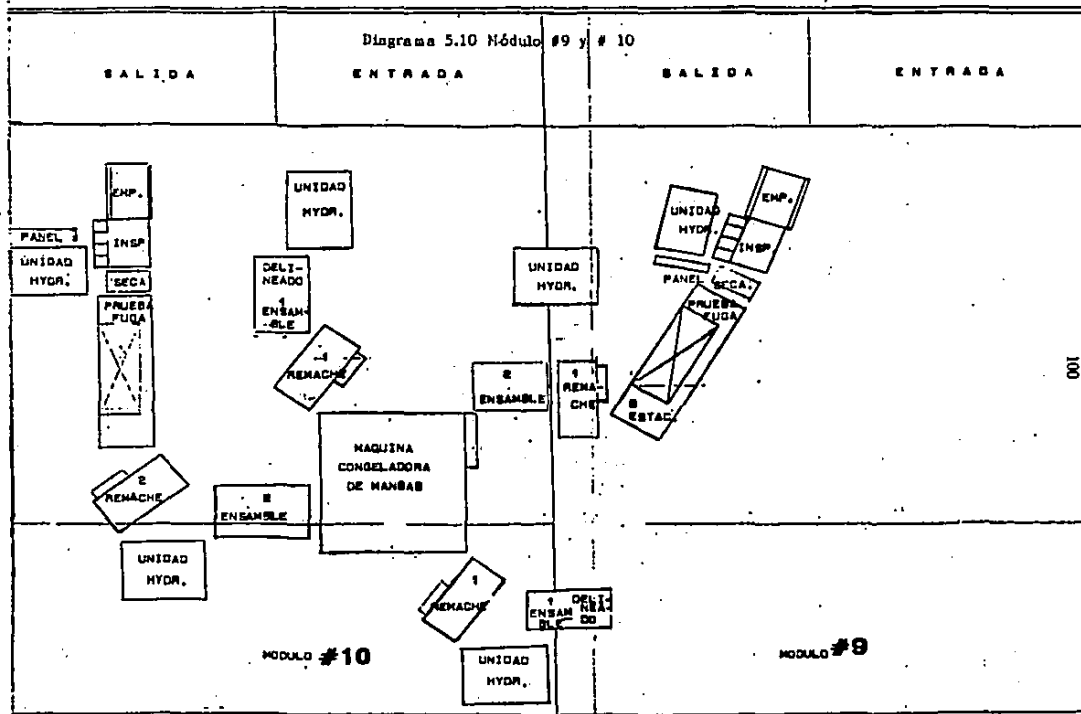 Diagrama 5.10 Módulo #9 y # 10
SALIDA
ENTRADA
SALIDA
ENTRADA
EMP.
INSP.
PANEL
UNIDAD
HYDR.
SECA
PRUEBA
FUGA
UNIDAD
HYDR.
DELI-
NEADO
1
ENSAM-
BLE
1
REMACHE
UNIDAD
HYDR.
2
ENSAMBLE
1
REMA-
CHE
UNIDAD
HYDR.
EMP.
INSP.
PANEL
SECA.
PRUEBA
FUGA
ESTAC.
100
MAQUINA
CONGELADORA
DE MANGAS
2
REMACHE
2
ENSAMBLE
UNIDAD
HYDR.
1
REMACHE
1
ENSAM
BLE
DELI-
NEA-
DO
UNIDAD
HYDR.
MODULO #10
MODULO #9